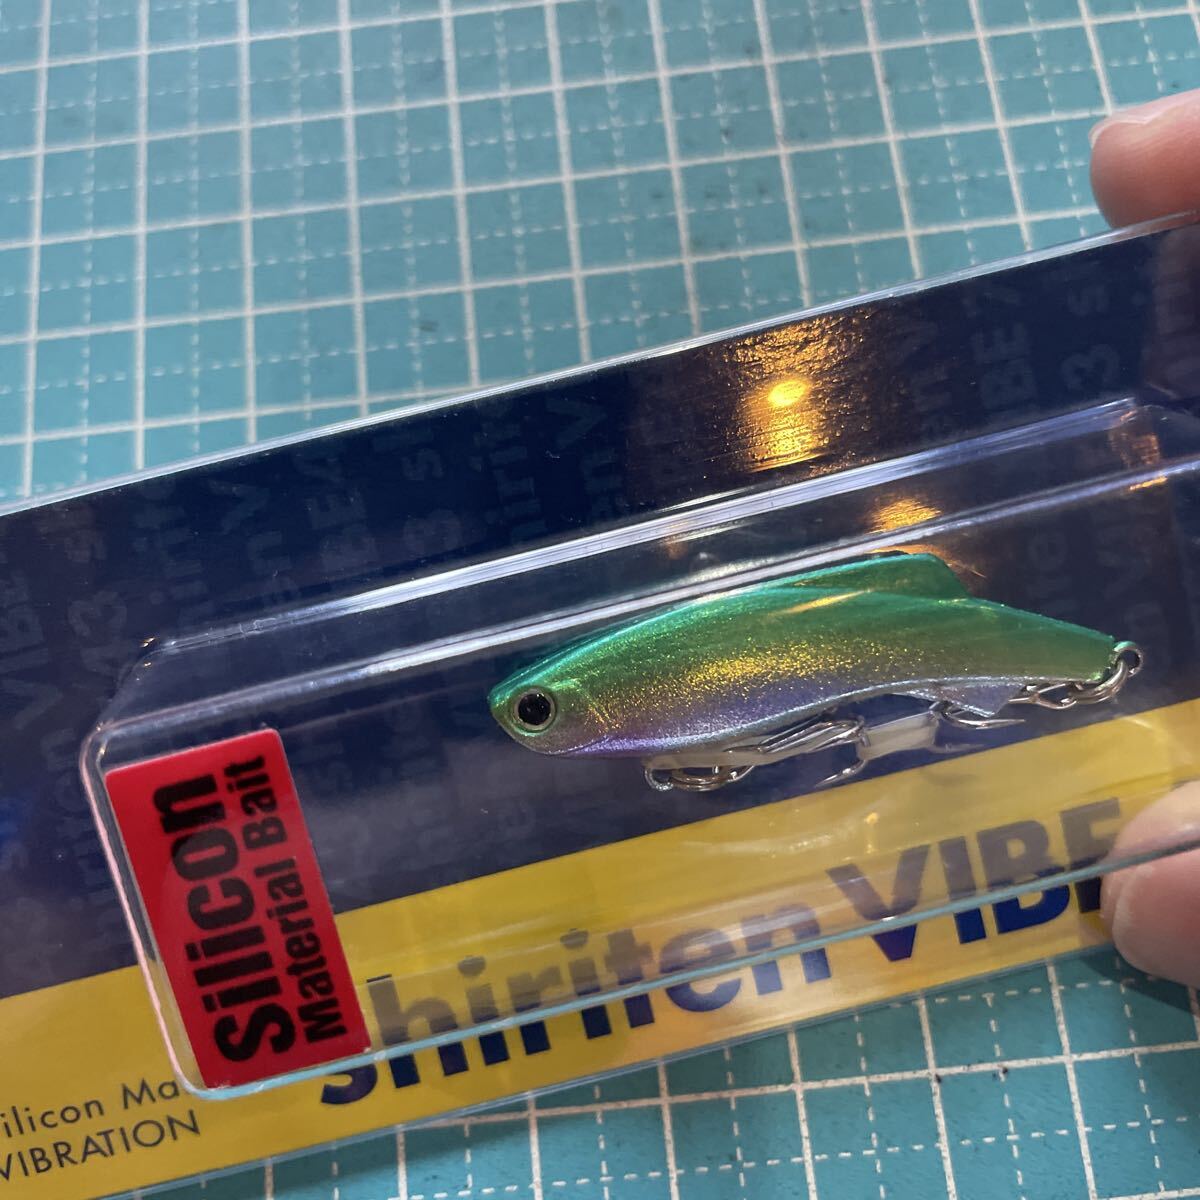 Silicon
Material Bait
shiriten VIBE
ilicon Ma
VIBRATION